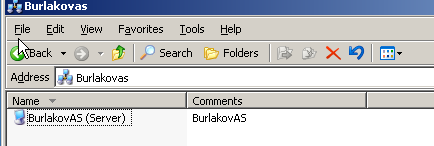 Burlakovas
File Edit View Favorites Tools Help
Back Search Folders
Address Burlakovas
Name Comments
BurlakovAS (Server) BurlakovAS